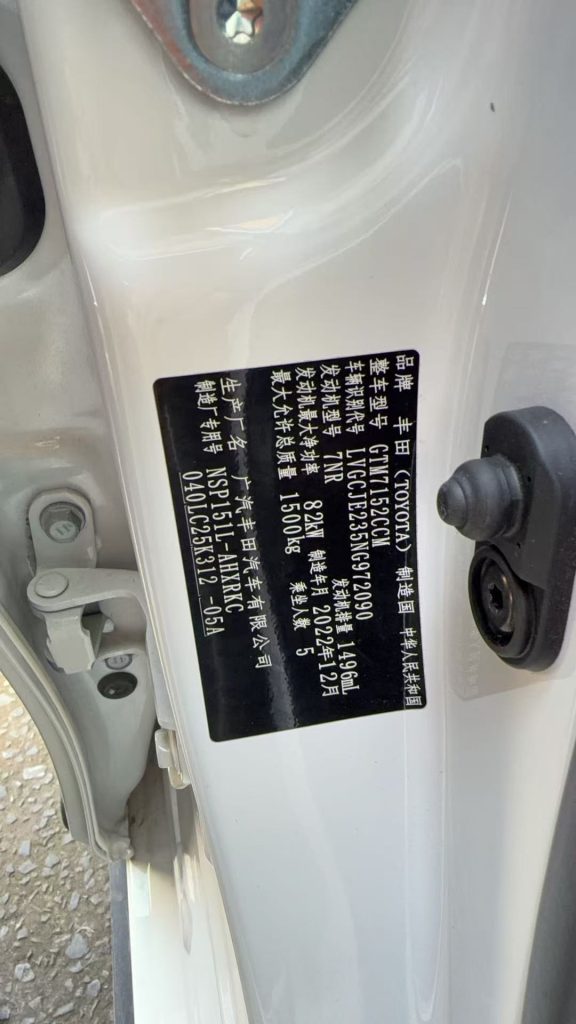 品牌 丰田(TOYOTA) 制造国 中华人民共和国
整车型号 GTM7152CCM
车辆识别代号 LVGCJE235NG972090
发动机型号 7NR 发动机排量 1496mL
发动机最大净功率 82kW 制造年月 2022年12月
最大允许总质量 1500kg 乘坐人数 5
生产厂名 广汽丰田汽车有限公司
制造厂专用号 NSP151L-AHXRKC
040LC25K312 -05A